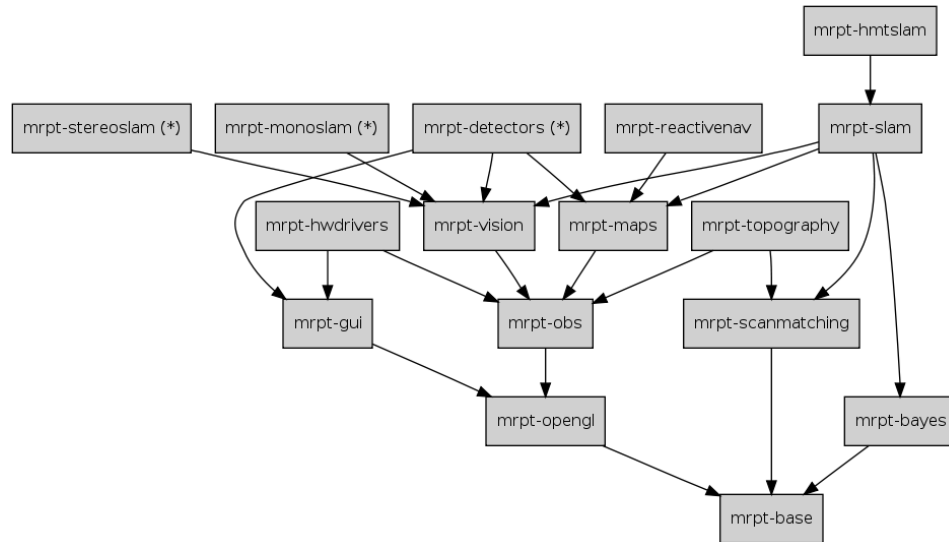 mrpt-hmtslam
mrpt-stereoslam (*)
mrpt-monoslam (*)
mrpt-detectors (*)
mrpt-reactivenav
mrpt-slam
mrpt-hwdrivers
mrpt-vision
mrpt-maps
mrpt-topography
mrpt-gui
mrpt-obs
mrpt-scanmatching
mrpt-opengl
mrpt-bayes
mrpt-base